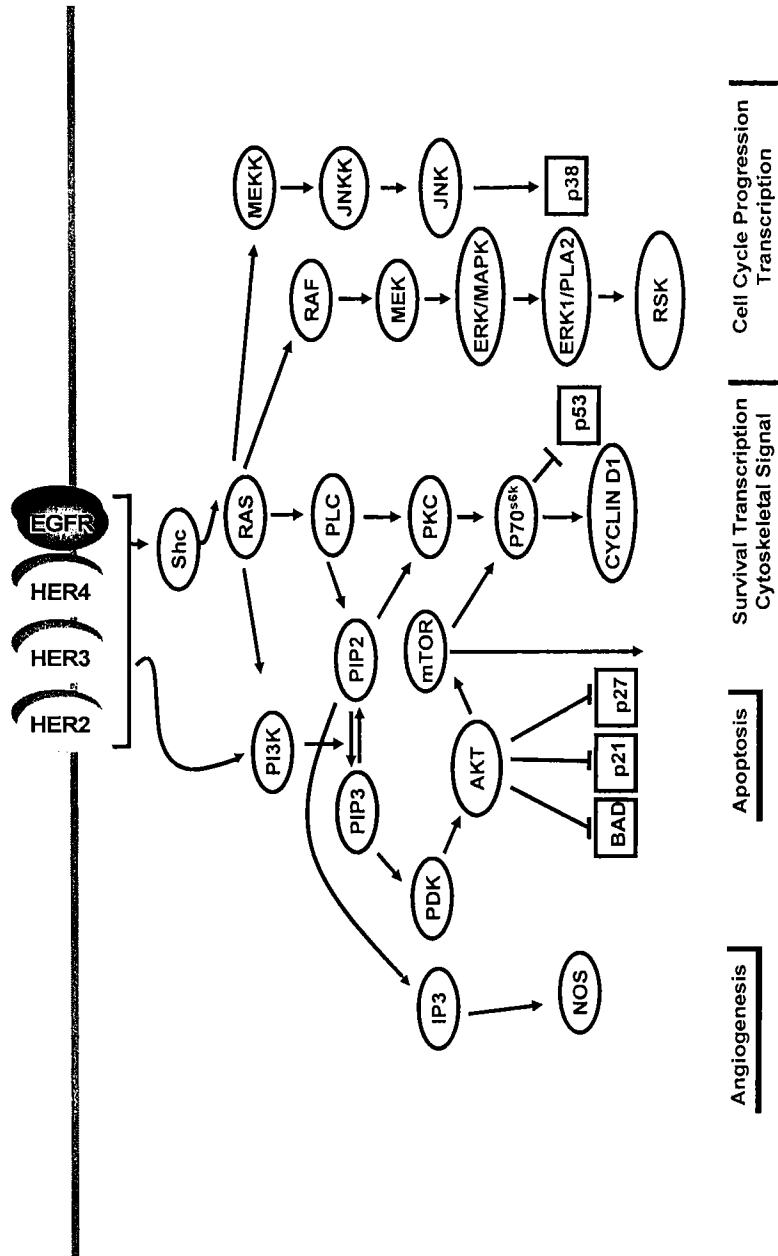 HER2
HER3
HER4
EGFR
Shc
PI3K
RAS
MEKK
PIP3
PIP2
PLC
RAF
JNKK
PDK
MEK
IP3
mTOR
PKC
JNK
AKT
ERK/MAPK
P70s6k
NOS
BAD
p21
p27
p53
ERK1/PLA2
p38
CYCLIN D1
RSK
Angiogenesis
Apoptosis
Survival Transcription
Cytoskeletal Signal
Cell Cycle Progression
Transcription